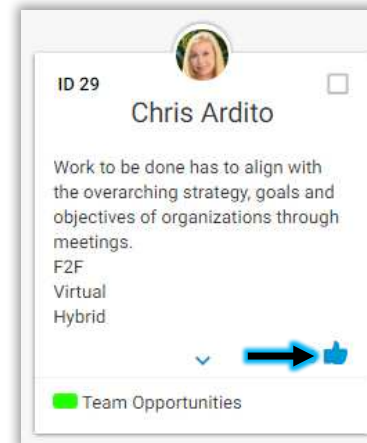 ID 29
Chris Ardito
Work to be done has to align with
the overarching strategy, goals and
objectives of organizations through
meetings.
F2F
Virtual
Hybrid
Team Opportunities